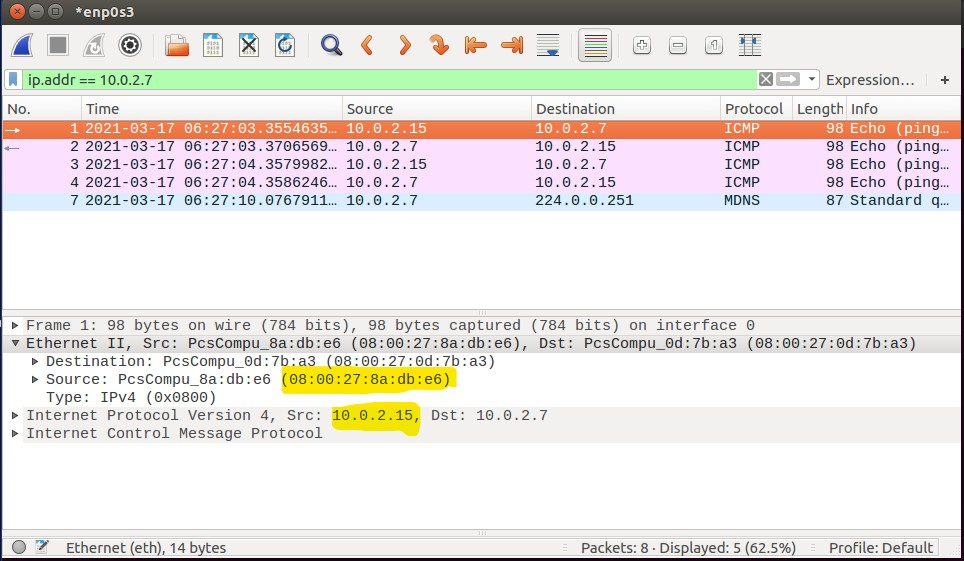 *enp0s3
ip.addr == 10.0.2.7 Expression… +
No. Time Source Destination Protocol Length Info
1 2021-03-17 06:27:03.3554635… 10.0.2.15 10.0.2.7 ICMP 98 Echo (ping…
2 2021-03-17 06:27:03.3706569… 10.0.2.7 10.0.2.15 ICMP 98 Echo (ping…
3 2021-03-17 06:27:04.3579982… 10.0.2.15 10.0.2.7 ICMP 98 Echo (ping…
4 2021-03-17 06:27:04.3586246… 10.0.2.7 10.0.2.15 ICMP 98 Echo (ping…
7 2021-03-17 06:27:10.0767911… 10.0.2.7 224.0.0.251 MDNS 87 Standard q…
Frame 1: 98 bytes on wire (784 bits), 98 bytes captured (784 bits) on interface 0
Ethernet II, Src: PcsCompu_8a:db:e6 (08:00:27:8a:db:e6), Dst: PcsCompu_0d:7b:a3 (08:00:27:0d:7b:a3)
Destination: PcsCompu_0d:7b:a3 (08:00:27:0d:7b:a3)
Source: PcsCompu_8a:db:e6 (08:00:27:8a:db:e6)
Type: IPv4 (0x0800)
Internet Protocol Version 4, Src: 10.0.2.15, Dst: 10.0.2.7
Internet Control Message Protocol
Ethernet (eth), 14 bytes Packets: 8 · Displayed: 5 (62.5%) Profile: Default